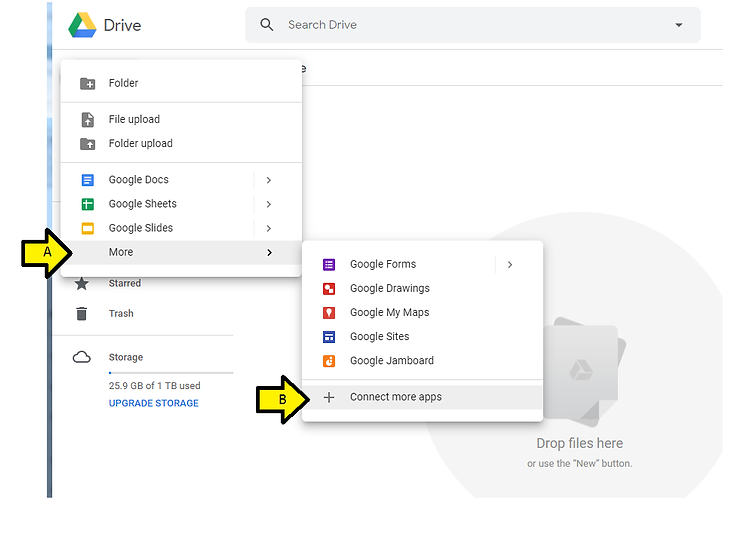 Drive
Search Drive
e
Folder
File upload
Folder upload
Google Docs
Google Sheets
Google Slides
A
More
Google Forms
Google Drawings
Google My Maps
Google Sites
Google Jamboard
B
Connect more apps
Starred
Trash
Storage
25.9 GB of 1 TB used
UPGRADE STORAGE
Drop files here
or use the “New” button.